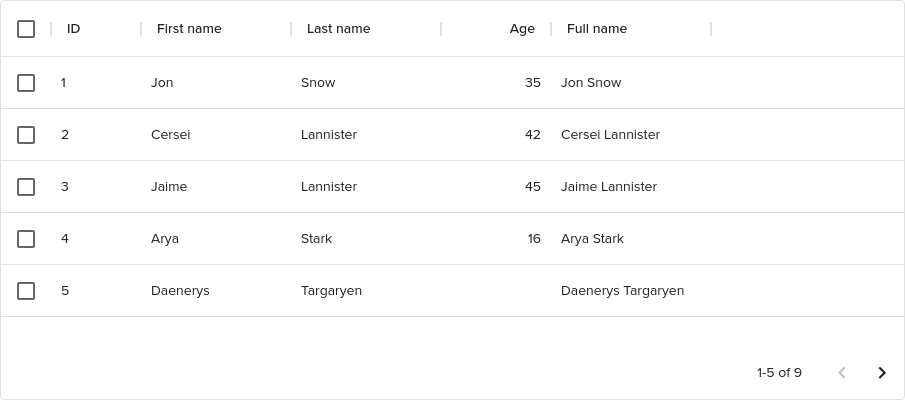 ID First name Last name Age Full name
1 Jon Snow 35 Jon Snow
2 Cersei Lannister 42 Cersei Lannister
3 Jaime Lannister 45 Jaime Lannister
4 Arya Stark 16 Arya Stark
5 Daenerys Targaryen Daenerys Targaryen
1-5 of 9